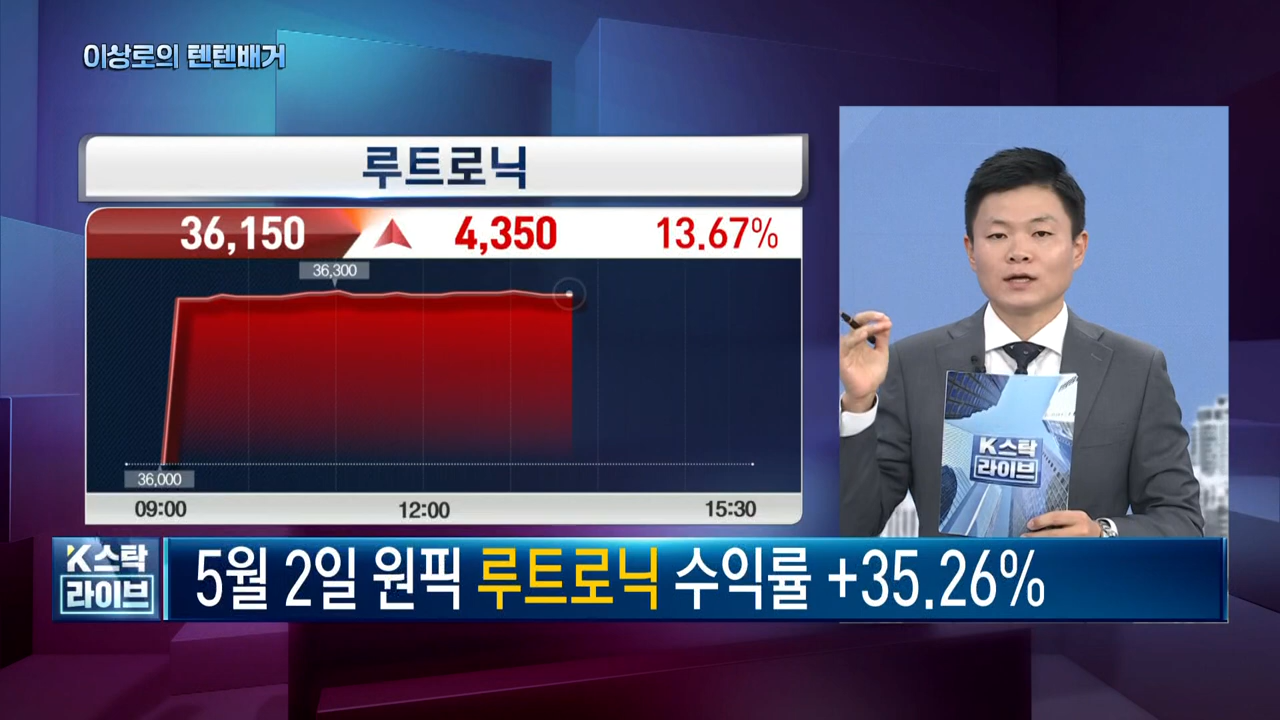 이상로의 텐텐배거
루트로닉
36,150 ▲ 4,350 13.67%
36,300
36,000
09:00 12:00 15:30
K스탁
라이브
K스탁
라이브
5월 2일 원픽 루트로닉 수익률 +35.26%